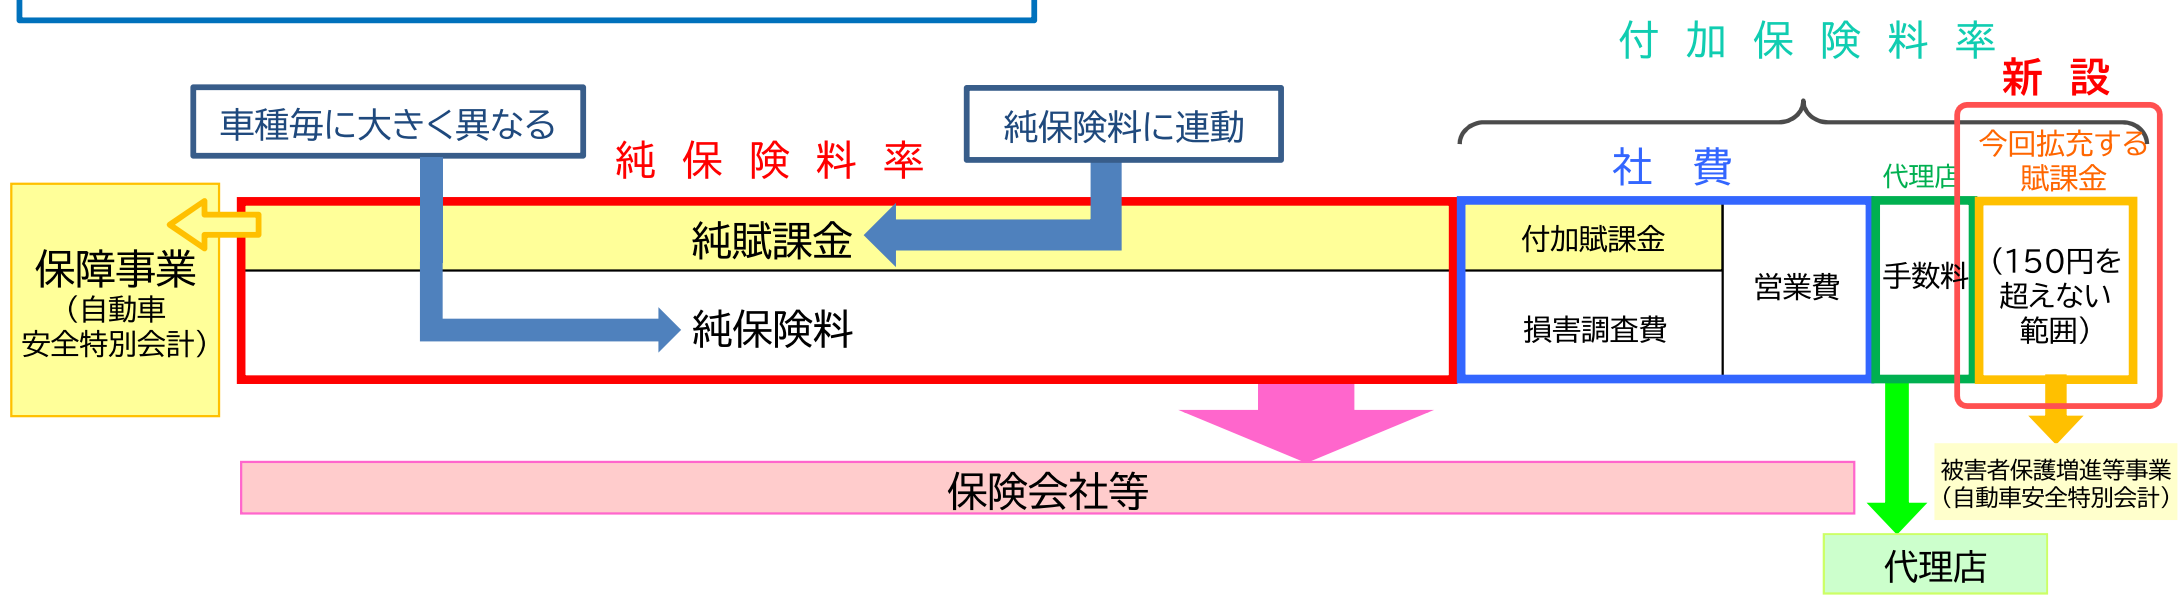 付加保険料率
新設
車種毎に大きく異なる
純保険料に連動
純保険料率
社 費
代理店
今回拡充する
賦課金
保障事業
（自動車
安全特別会計）
純賦課金
純保険料
付加賦課金
損害調査費
営業費
手数料
（150円を
超えない
範囲）
保険会社等
被害者保護増進等事業
（自動車安全特別会計）
代理店